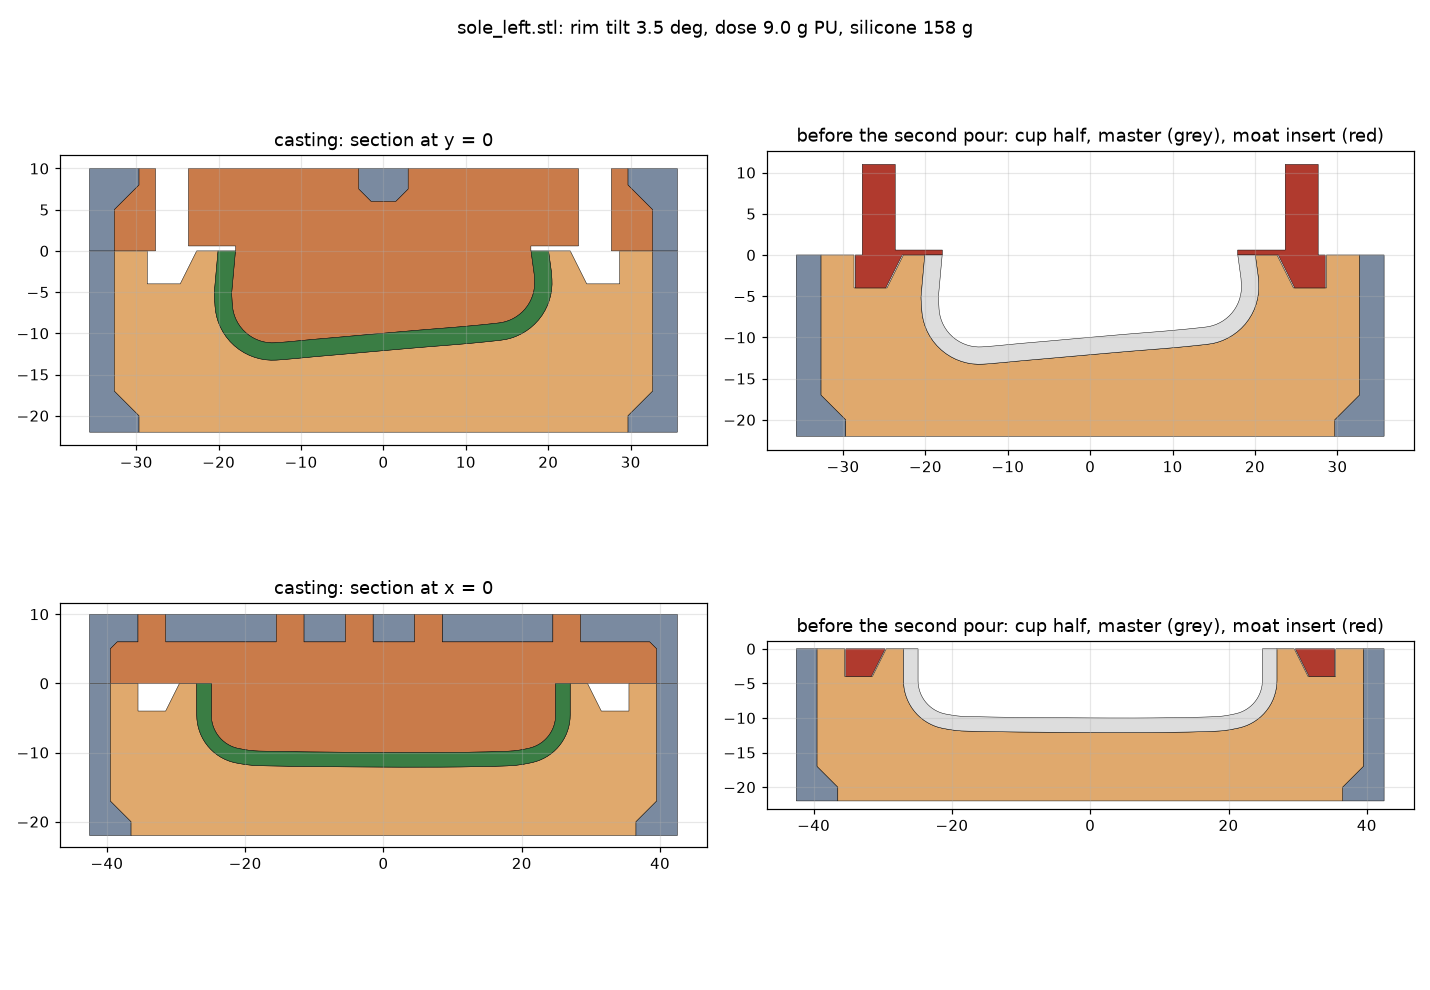 sole_left.stl: rim tilt 3.5 deg, dose 9.0 g PU, silicone 158 g
casting: section at y = 0
10
5
0
−5
−10
−15
−20
−30 −20 −10 0 10 20 30
before the second pour: cup half, master (grey), moat insert (red)
10
5
0
−5
−10
−15
−20
−30 −20 −10 0 10 20 30
casting: section at x = 0
10
0
−10
−20
−40 −20 0 20 40
before the second pour: cup half, master (grey), moat insert (red)
0
−5
−10
−15
−20
−40 −20 0 20 40